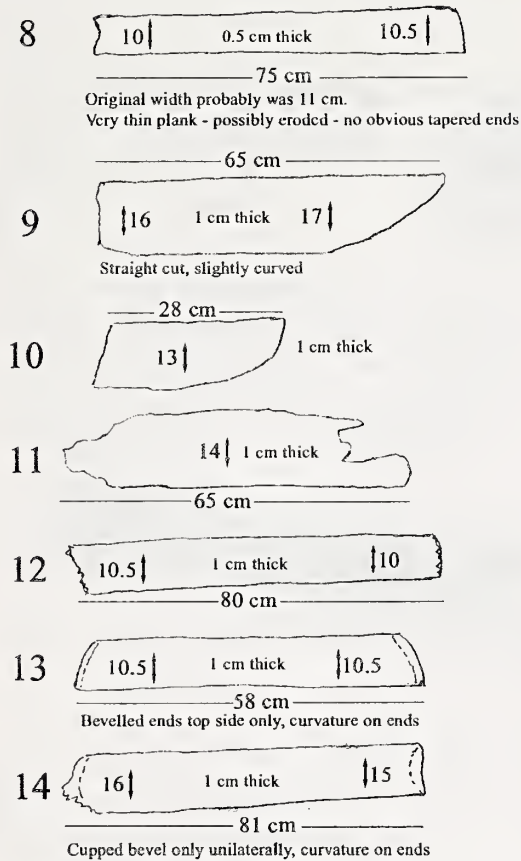 8
10 0.5 cm thick 10.5
75 cm
Original width probably was 11 cm.
Very thin plank - possibly eroded - no obvious tapered ends
65 cm
9
16 1 cm thick 17
Straight cut, slightly curved
28 cm
10
13 1 cm thick
11
14 1 cm thick
65 cm
12
10.5 1 cm thick 10
80 cm
13
10.5 1 cm thick 10.5
58 cm
Bevelled ends top side only, curvature on ends
14
16 1 cm thick 15
81 cm
Cupped bevel only unilaterally, curvature on ends